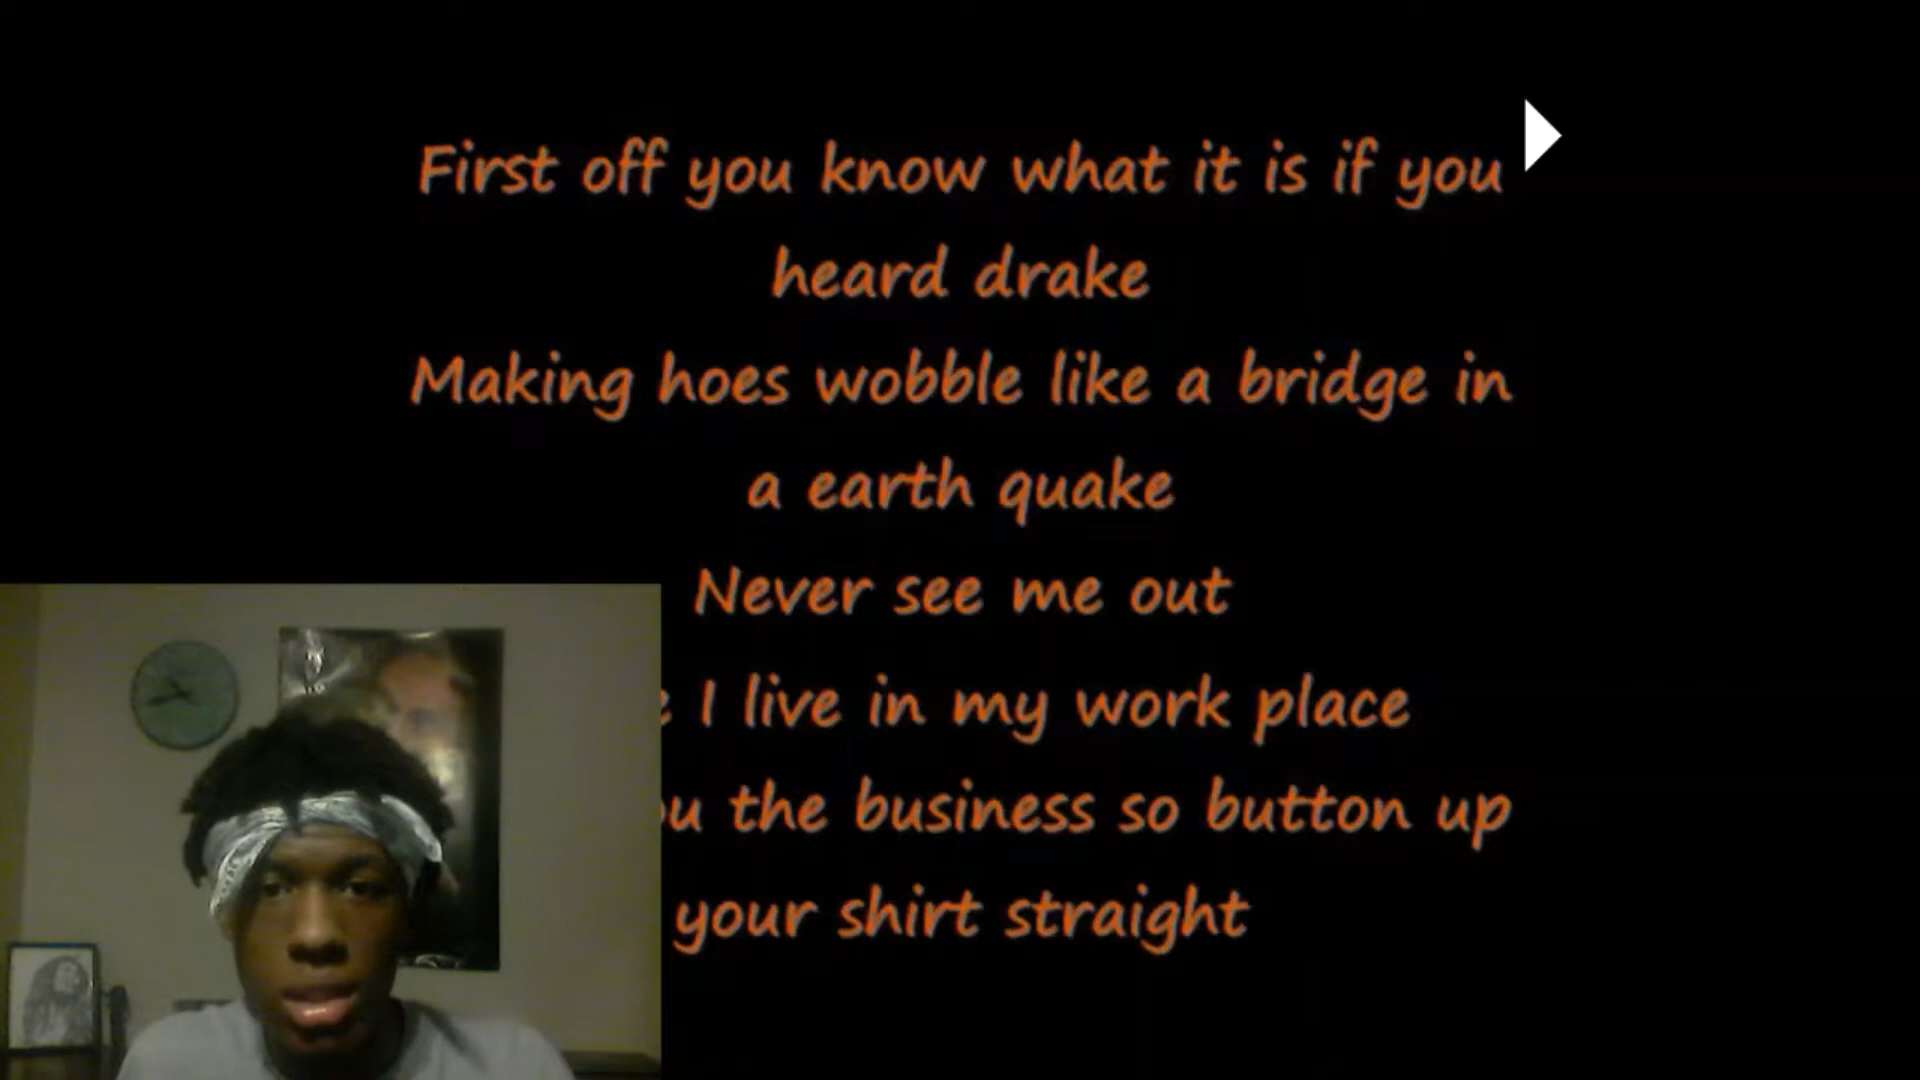 First off you know what it is if you
heard drake
Making hoes wobble like a bridge in
a earth quake
Never see me out
I live in my work place
the business so button up
your shirt straight